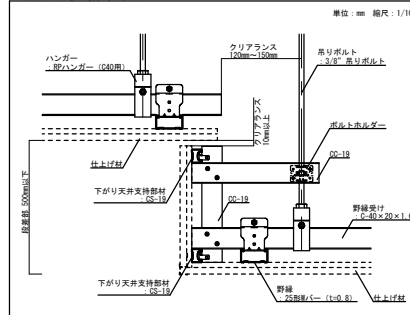 単位：mm 縮尺：1/10
ハンガー
：RPハンガー（C40用）
クリアランス
120mm～150mm
吊りボルト
：3/8" 吊りボルト
クリアランス
10mm以上
ボルトホルダー
CC-19
仕上げ材
下がり天井支持部材
：CS-19
CC-19
段差部 500mm以下
野縁受け
：C-40×20×1.6
下がり天井支持部材
：CS-19
野縁
：25形Mバー（t=0.8）
仕上げ材